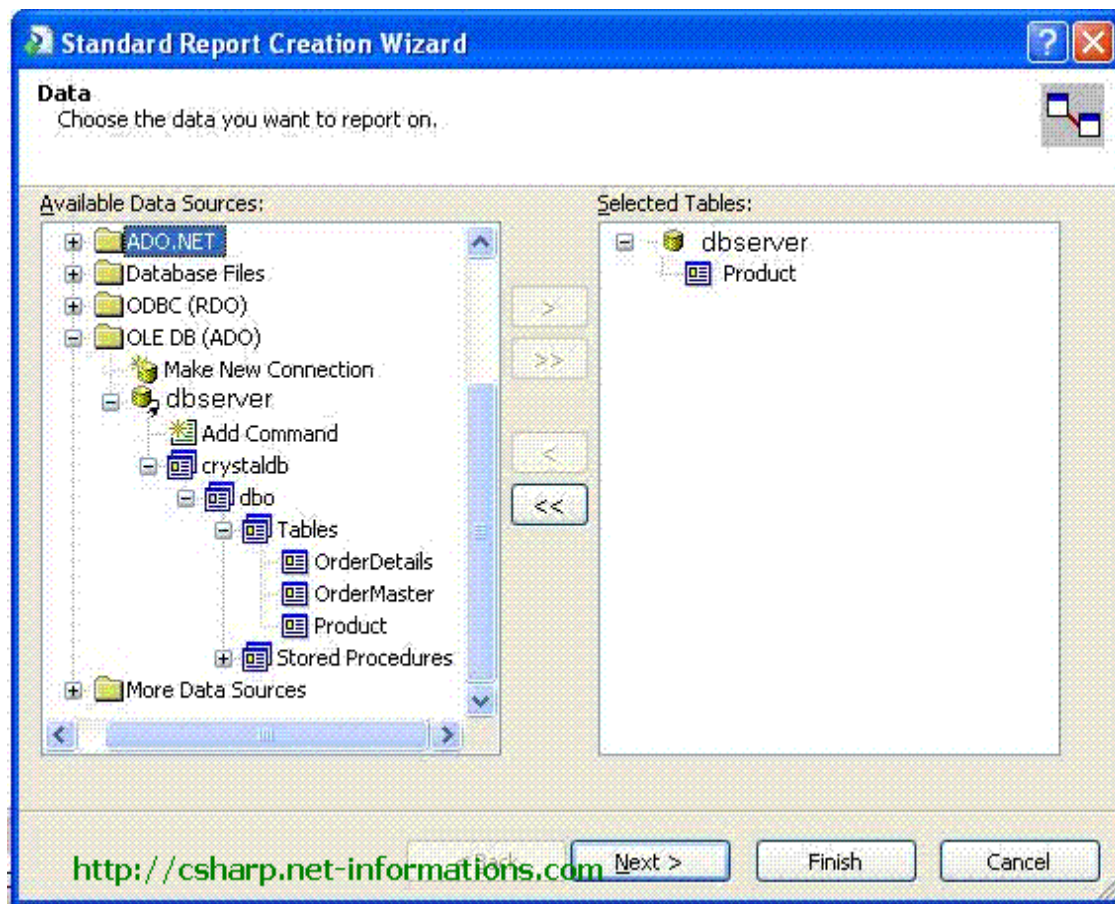 Standard Report Creation Wizard
Data
Choose the data you want to report on.
Available Data Sources:
ADO.NET
Database Files
ODBC (RDO)
OLE DB (ADO)
Make New Connection
dbserver
Add Command
crystaldb
dbo
Tables
OrderDetails
OrderMaster
Product
Stored Procedures
More Data Sources
>
>>
<
<<
Selected Tables:
dbserver
Product
http://csharp.net-informations.com
Next >
Finish
Cancel